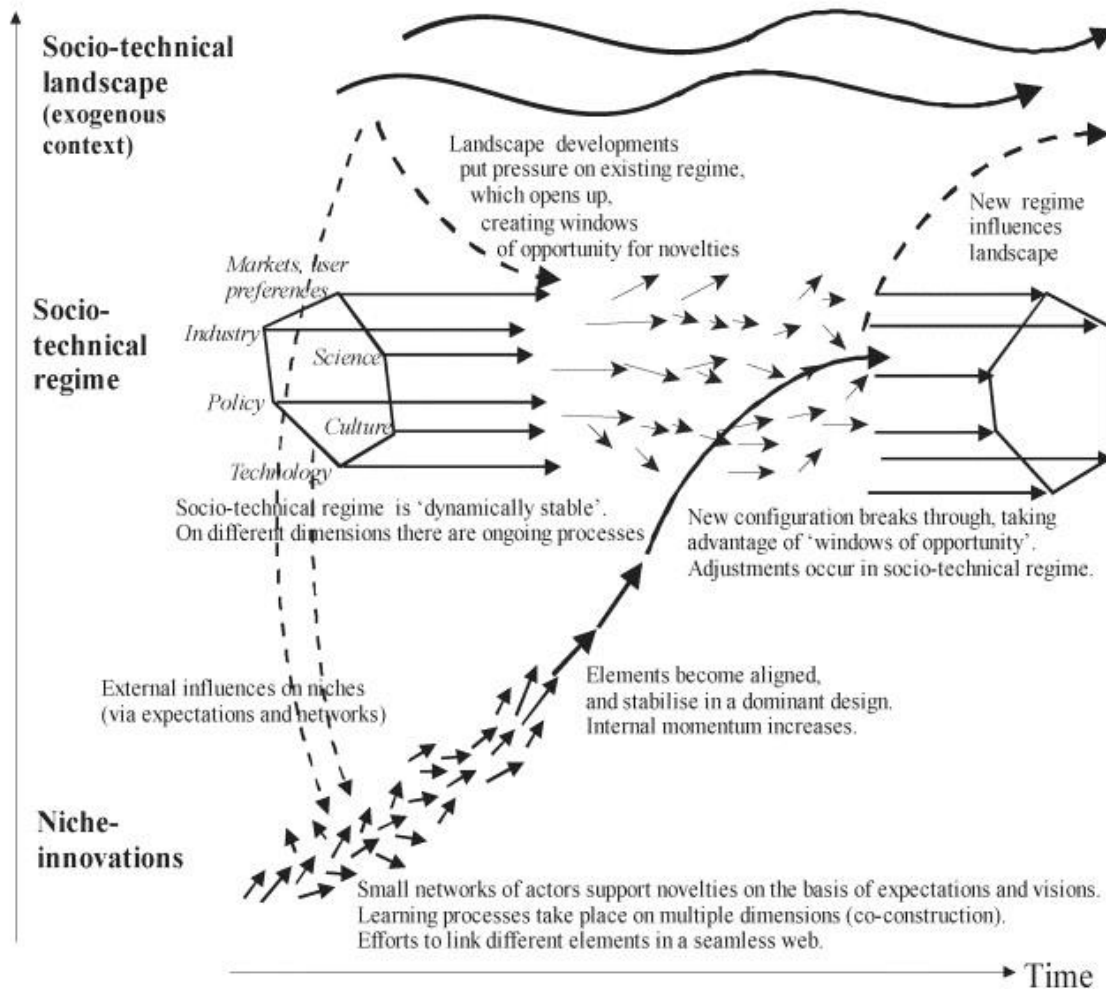 Socio-technical
landscape
(exogenous
context)
Landscape developments
put pressure on existing regime,
which opens up,
creating windows
of opportunity for novelties
New regime
influences
landscape
Markets, user
preferences
Industry
Science
Policy
Culture
Technology
Socio-
technical
regime
Socio-technical regime is ‘dynamically stable’.
On different dimensions there are ongoing processes
New configuration breaks through, taking
advantage of ‘windows of opportunity’.
Adjustments occur in socio-technical regime.
External influences on niches
(via expectations and networks)
Elements become aligned,
and stabilise in a dominant design.
Internal momentum increases.
Niche-
innovations
Small networks of actors support novelties on the basis of expectations and visions.
Learning processes take place on multiple dimensions (co-construction).
Efforts to link different elements in a seamless web.
Time